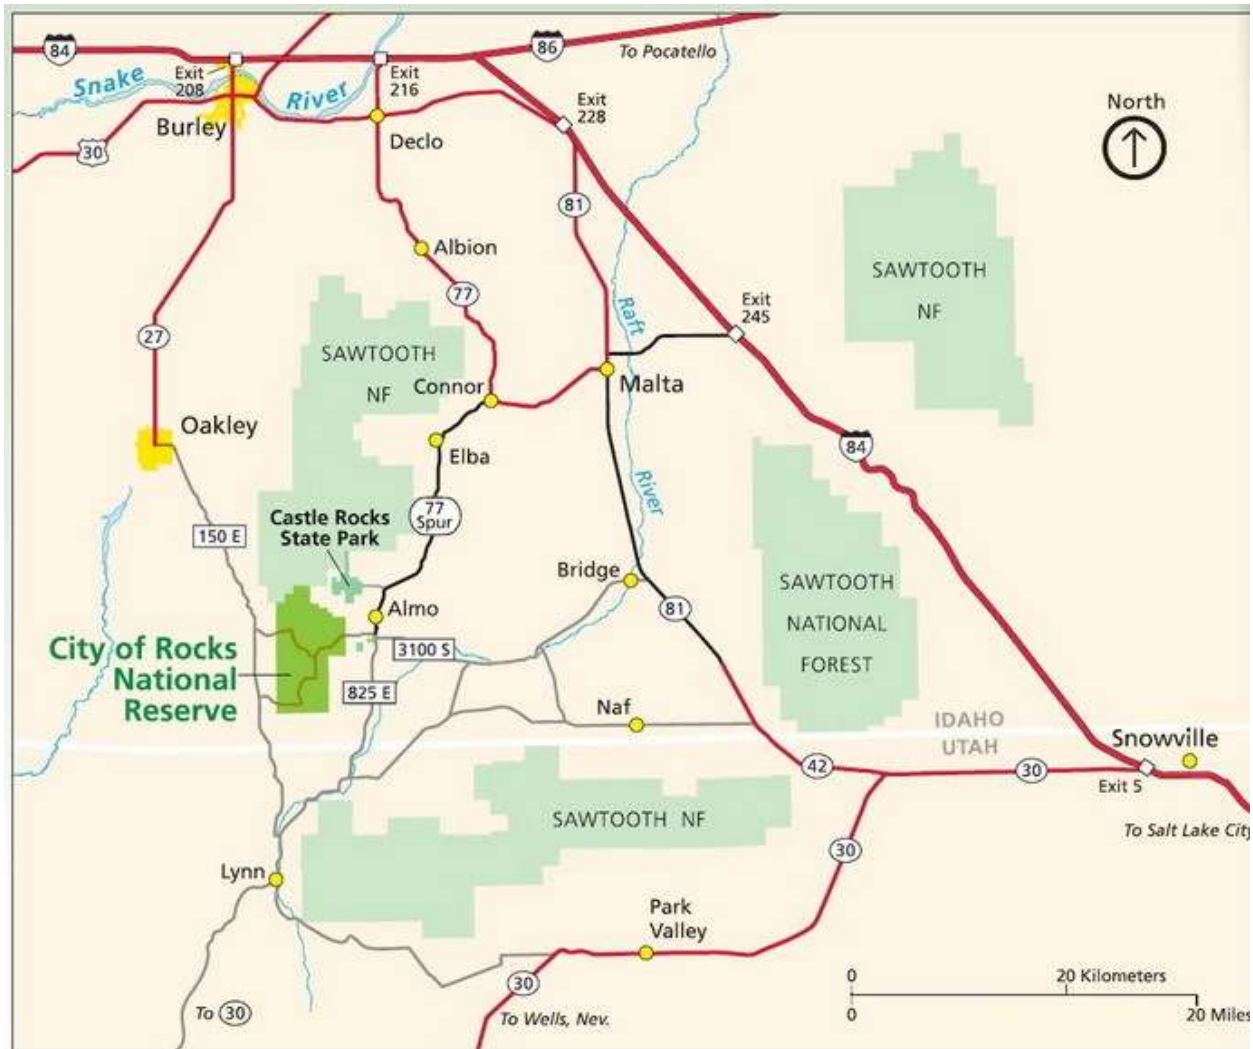 84
86
To Pocatello
Exit
208
Exit
216
Snake
River
Burley
Declo
Exit
228
North
30
81
Albion
77
SAWTOOTH
NF
Raft
Exit
245
27
SAWTOOTH
NF
Connor
Malta
Oakley
Elba
84
River
77
Spur
150 E
Castle Rocks
State Park
Bridge
SAWTOOTH
NATIONAL
FOREST
Almo
81
City of Rocks
National
Reserve
3100 S
825 E
Naf
IDAHO
UTAH
Snowville
42
30
Exit 5
SAWTOOTH NF
To Salt Lake City
30
Lynn
Park
Valley
0
20 Kilometers
30
To 30
To Wells, Nev.
0
20 Miles